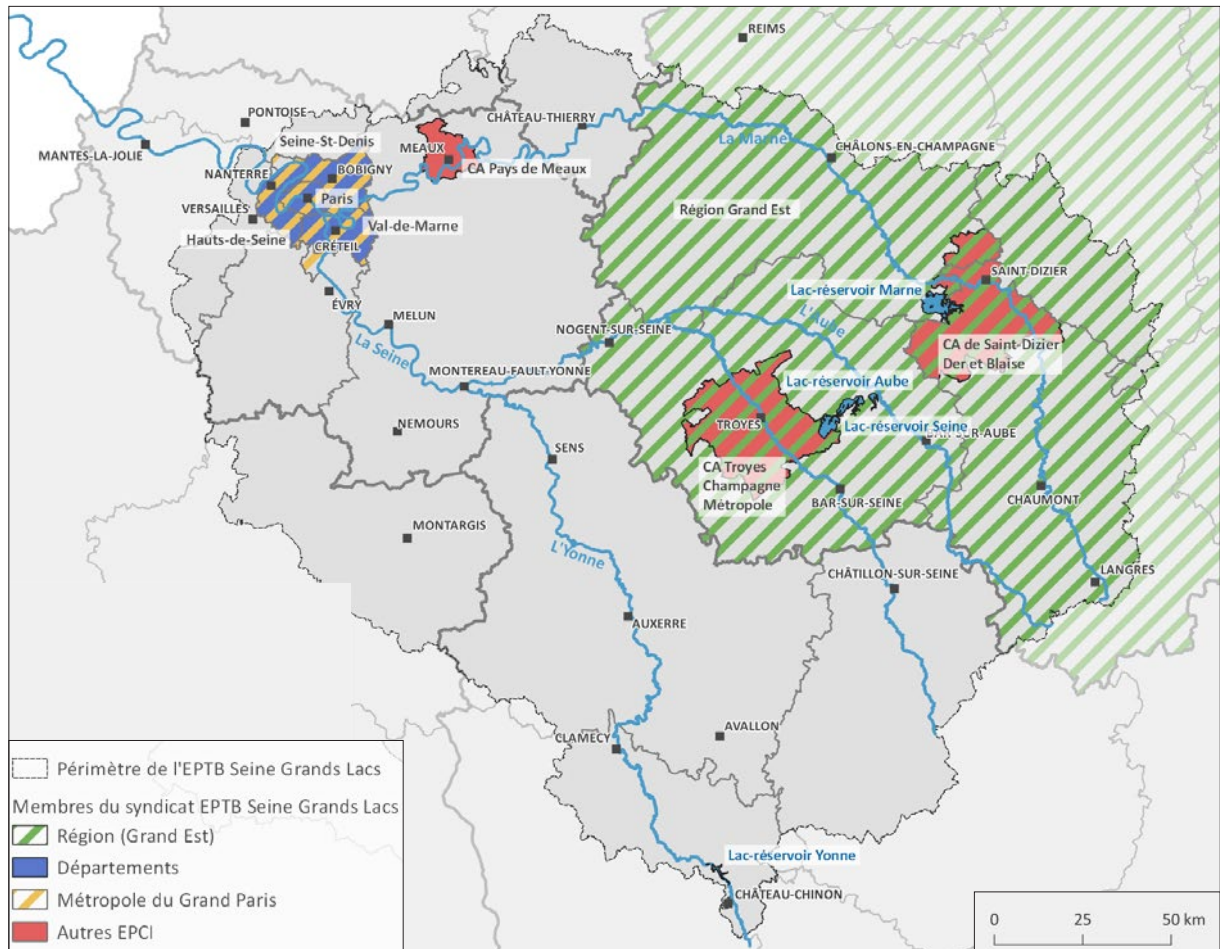 REIMS
PONTOISE
CHÂTEAU-THIERRY
La Marne
MANTES-LA-JOLIE
Seine-St-Denis
MEAUX
CHÂLONS-EN-CHAMPAGNE
NANTERRE
BOBIGNY
CA Pays de Meaux
Paris
VERSAILLES
Région Grand Est
Val-de-Marne
Hauts-de-Seine
CRÉTEIL
SAINT DIZIER
Lac-réservoir Marne
ÉVRY
L'Aube
MELUN
NOGENT-SUR-SEINE
La Seine
CA de Saint-Dizier
Der et Blaise
Lac-réservoir Aube
MONTEREAU-FAULT YONNE
TROYES
Lac-réservoir Seine
NEMOURS
BAR-SUR-AUBE
SENS
CA Troyes
Champagne
Métropole
CHAUMONT
BAR-SUR-SEINE
MONTARGIS
L'Yonne
CHÂTILLON-SUR-SEINE
LANGRES
AUXERRE
AVALLON
CLAMECY
Lac-réservoir Yonne
CHÂTEAU-CHINON
Périmètre de l'EPTB Seine Grands Lacs
Membres du syndicat EPTB Seine Grands Lacs
Région (Grand Est)
Départements
Métropole du Grand Paris
Autres EPCI
0 25 50 km